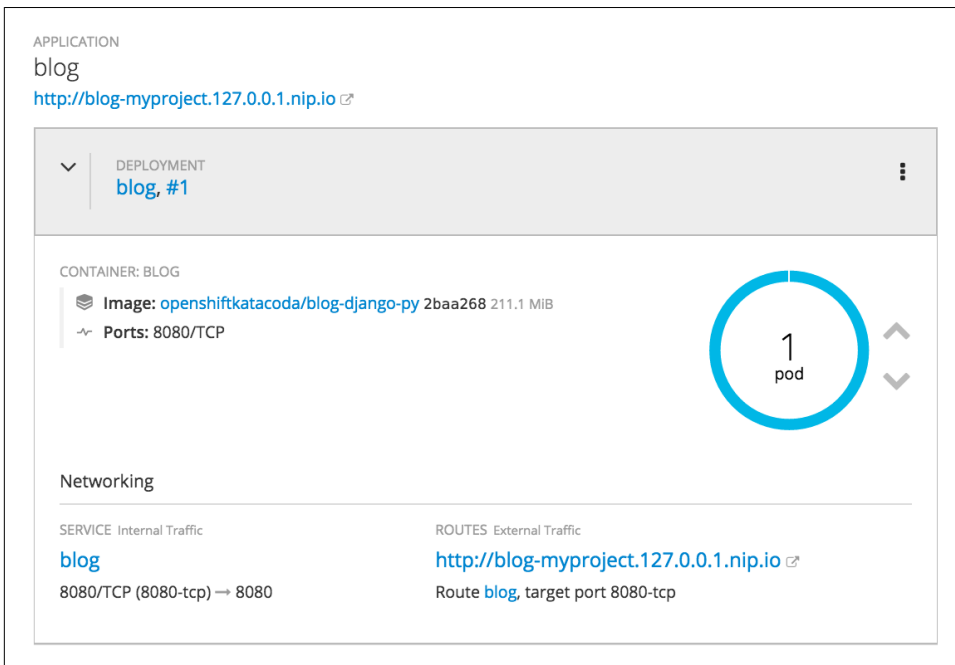 APPLICATION
blog
http://blog-myproject.127.0.0.1.nip.io
DEPLOYMENT
blog, #1
CONTAINER: BLOG
Image: openshiftkatacoda/blog-django-py 2baa268 211.1 MiB
Ports: 8080/TCP
1
pod
Networking
SERVICE Internal Traffic
blog
8080/TCP (8080-tcp) → 8080
ROUTES External Traffic
http://blog-myproject.127.0.0.1.nip.io
Route blog, target port 8080-tcp